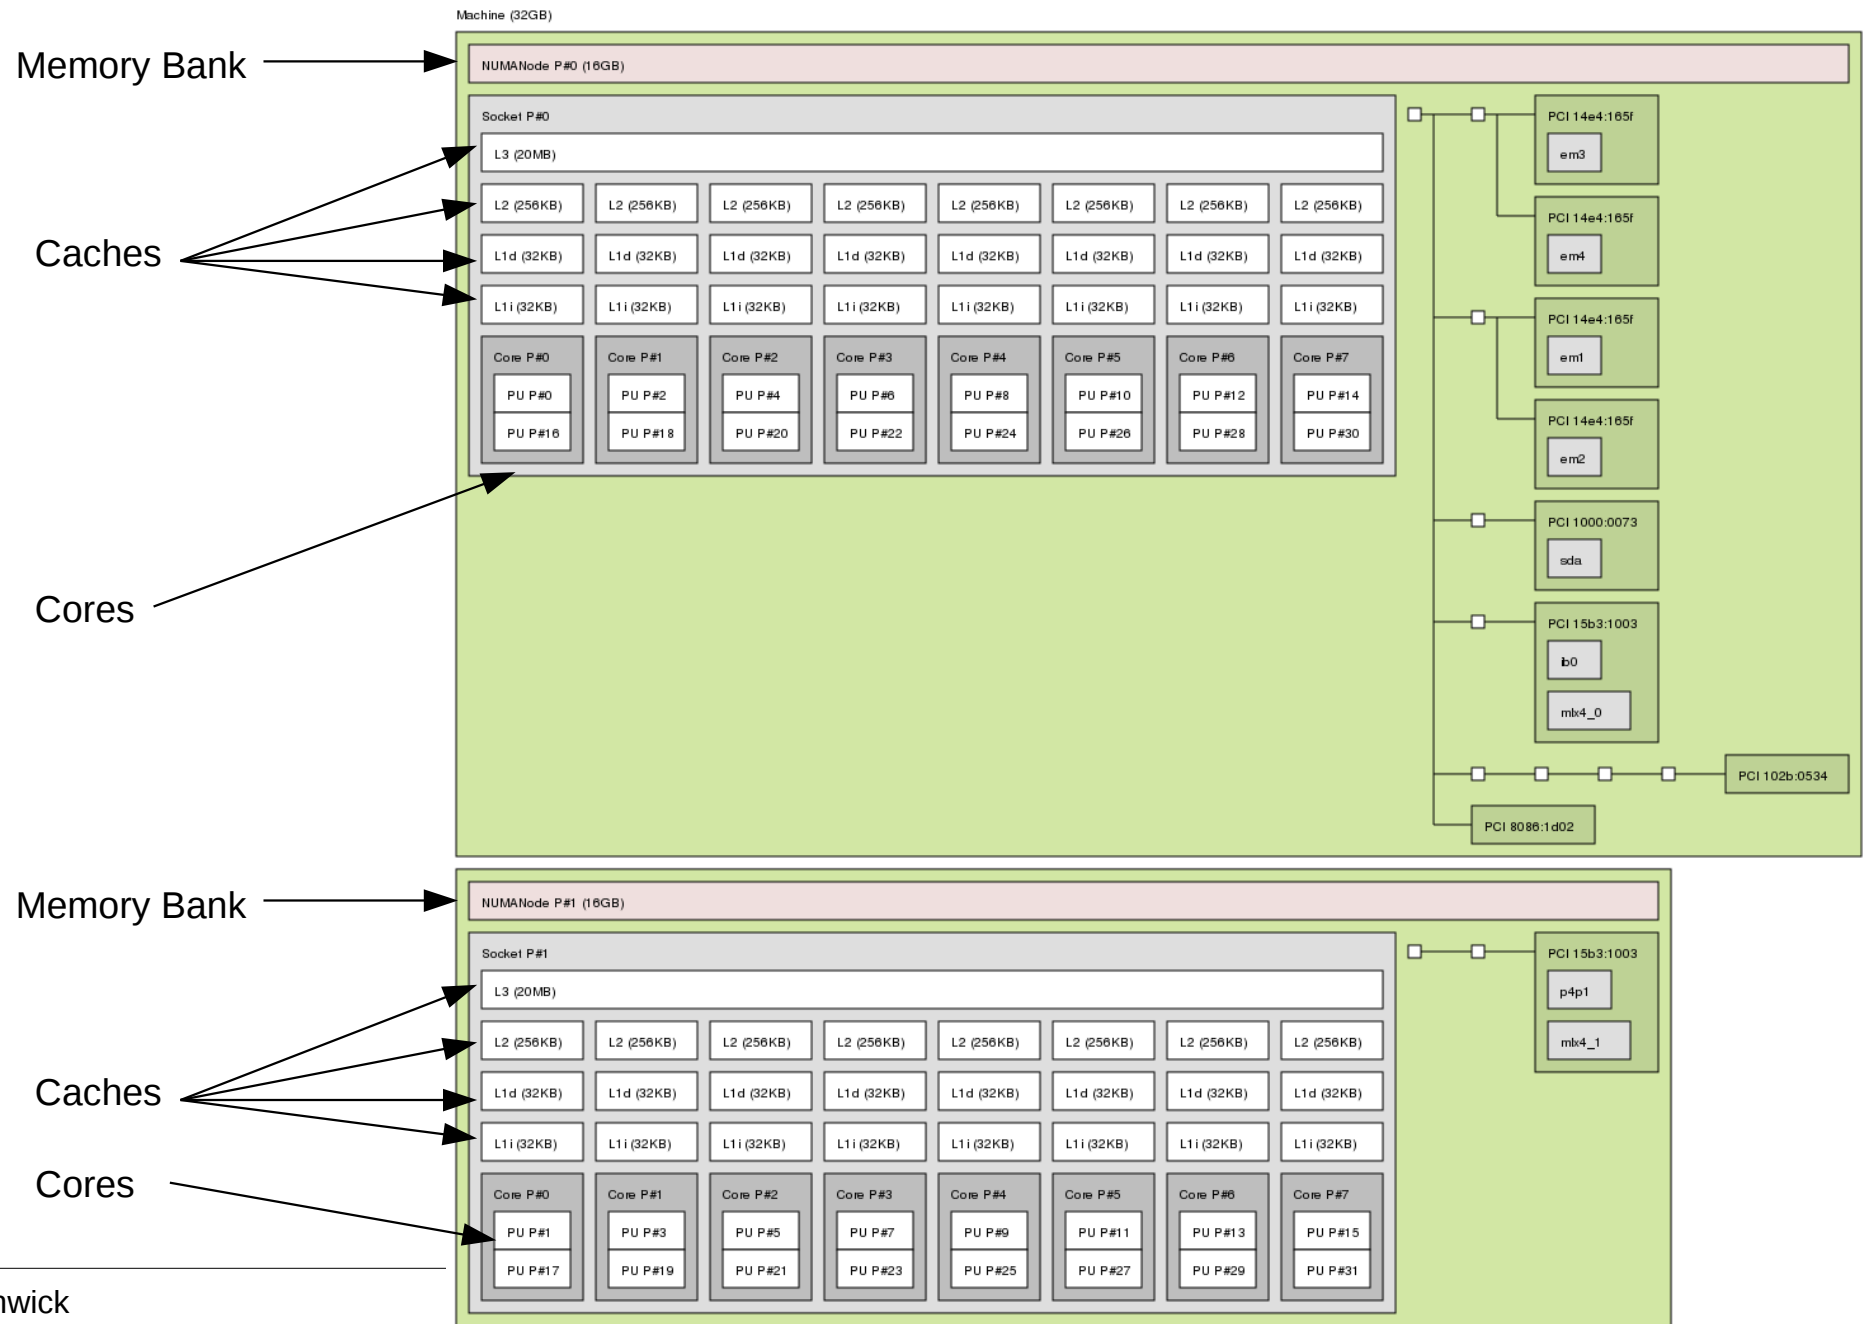 Machine (32GB)
Memory Bank
NUMANode P#0 (16GB)
Socket P#0
L3 (20MB)
L2 (256KB) L2 (256KB) L2 (256KB) L2 (256KB) L2 (256KB) L2 (256KB) L2 (256KB) L2 (256KB)
Caches
L1d (32KB) L1d (32KB) L1d (32KB) L1d (32KB) L1d (32KB) L1d (32KB) L1d (32KB) L1d (32KB)
L1i (32KB) L1i (32KB) L1i (32KB) L1i (32KB) L1i (32KB) L1i (32KB) L1i (32KB) L1i (32KB)
Core P#0 Core P#1 Core P#2 Core P#3 Core P#4 Core P#5 Core P#6 Core P#7
PU P#0 PU P#2 PU P#4 PU P#6 PU P#8 PU P#10 PU P#12 PU P#14
PU P#16 PU P#18 PU P#20 PU P#22 PU P#24 PU P#26 PU P#28 PU P#30
Cores
PCI 14e4:165f
em3
PCI 14e4:165f
em4
PCI 14e4:165f
em1
PCI 14e4:165f
em2
PCI 1000:0073
sda
PCI 15b3:1003
ib0
mlx4_0
PCI 102b:0534
PCI 8086:1d02
Memory Bank
NUMANode P#1 (16GB)
Socket P#1
L3 (20MB)
L2 (256KB) L2 (256KB) L2 (256KB) L2 (256KB) L2 (256KB) L2 (256KB) L2 (256KB) L2 (256KB)
Caches
L1d (32KB) L1d (32KB) L1d (32KB) L1d (32KB) L1d (32KB) L1d (32KB) L1d (32KB) L1d (32KB)
L1i (32KB) L1i (32KB) L1i (32KB) L1i (32KB) L1i (32KB) L1i (32KB) L1i (32KB) L1i (32KB)
Cores
Core P#0 Core P#1 Core P#2 Core P#3 Core P#4 Core P#5 Core P#6 Core P#7
PU P#1 PU P#3 PU P#5 PU P#7 PU P#9 PU P#11 PU P#13 PU P#15
PU P#17 PU P#19 PU P#21 PU P#23 PU P#25 PU P#27 PU P#29 PU P#31
PCI 15b3:1003
p4p1
mlx4_1